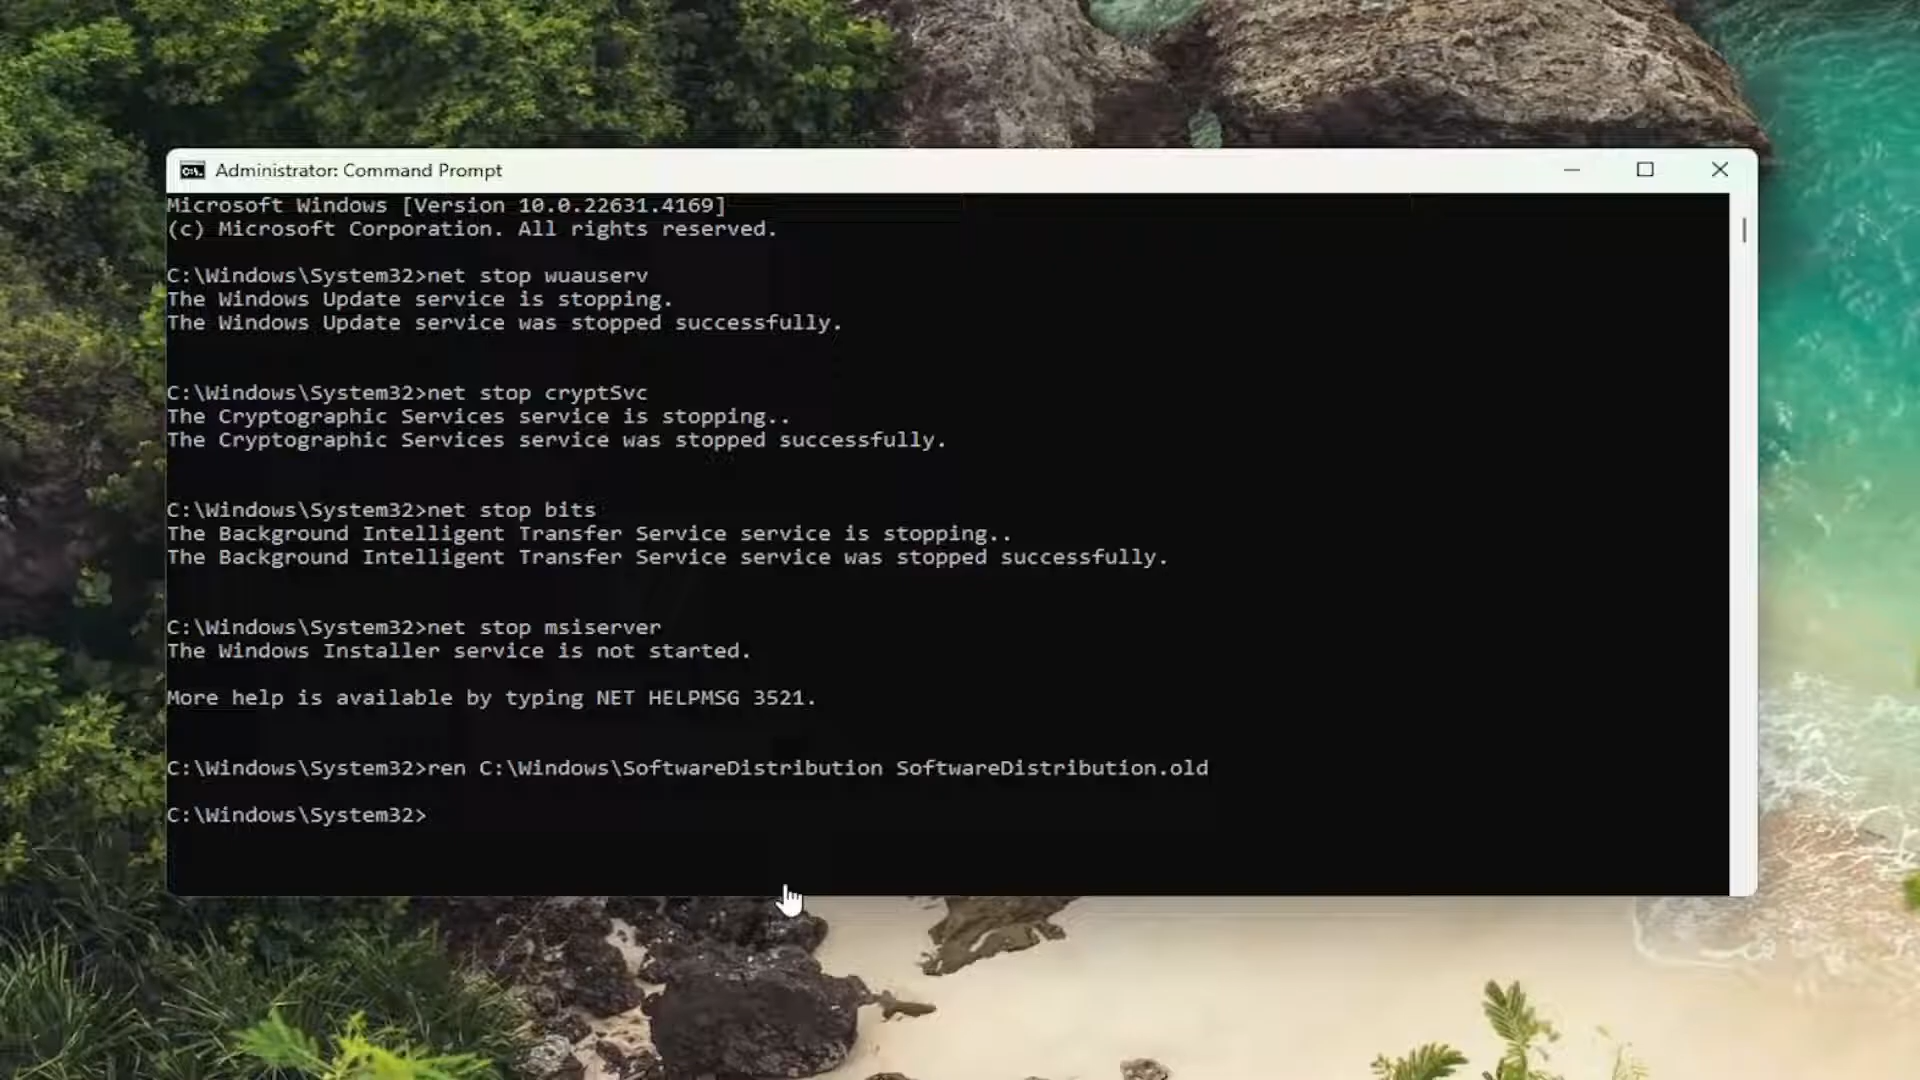 Administrator: Command Prompt
Microsoft Windows [Version 10.0.22631.4169]
(c) Microsoft Corporation. All rights reserved.
C:\Windows\System32>net stop wuauserv
The Windows Update service is stopping.
The Windows Update service was stopped successfully.
C:\Windows\System32>net stop cryptSvc
The Cryptographic Services service is stopping..
The Cryptographic Services service was stopped successfully.
C:\Windows\System32>net stop bits
The Background Intelligent Transfer Service service is stopping..
The Background Intelligent Transfer Service service was stopped successfully.
C:\Windows\System32>net stop msiserver
The Windows Installer service is not started.
More help is available by typing NET HELPMSG 3521.
C:\Windows\System32>ren C:\Windows\SoftwareDistribution SoftwareDistribution.old
C:\Windows\System32>